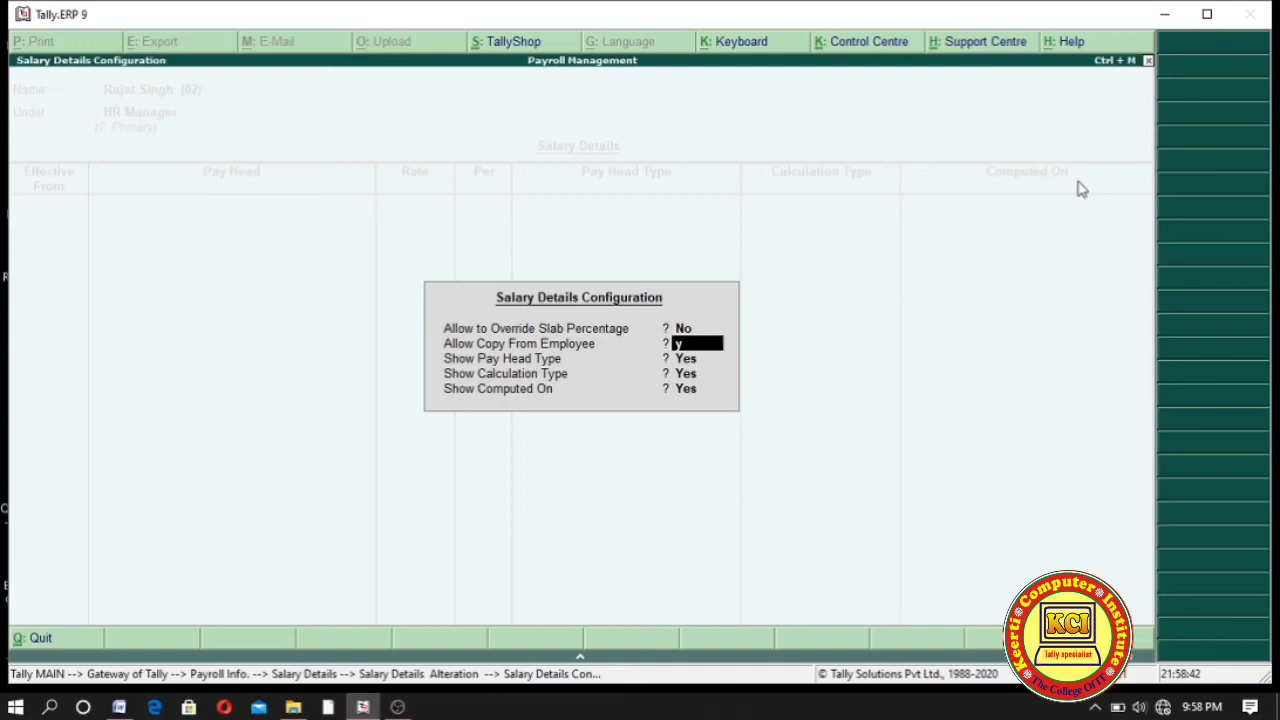 Tally.ERP 9
P: Print E: Export M: E-Mail O: Upload S: TallyShop G: Language K: Keyboard K: Control Centre H: Support Centre H: Help
Salary Details Configuration Payroll Management Ctrl + M
Name : Rajat Singh (02)
Under : HR Manager
Primary)
Salary Details
Effective From Pay Head Rate Per Pay Head Type Calculation Type Computed On
Salary Details Configuration
Allow to Override Slab Percentage ? No
Allow Copy From Employee ? y
Show Pay Head Type ? Yes
Show Calculation Type ? Yes
Show Computed On ? Yes
Q: Quit
Keerti Computer Institute
KCI
Tally specialist
The College Of IT
Tally MAIN --> Gateway of Tally --> Payroll Info. --> Salary Details --> Salary Details Alteration --> Salary Details Con...
© Tally Solutions Pvt Ltd., 1988-2020
21:58:42
9:58 PM